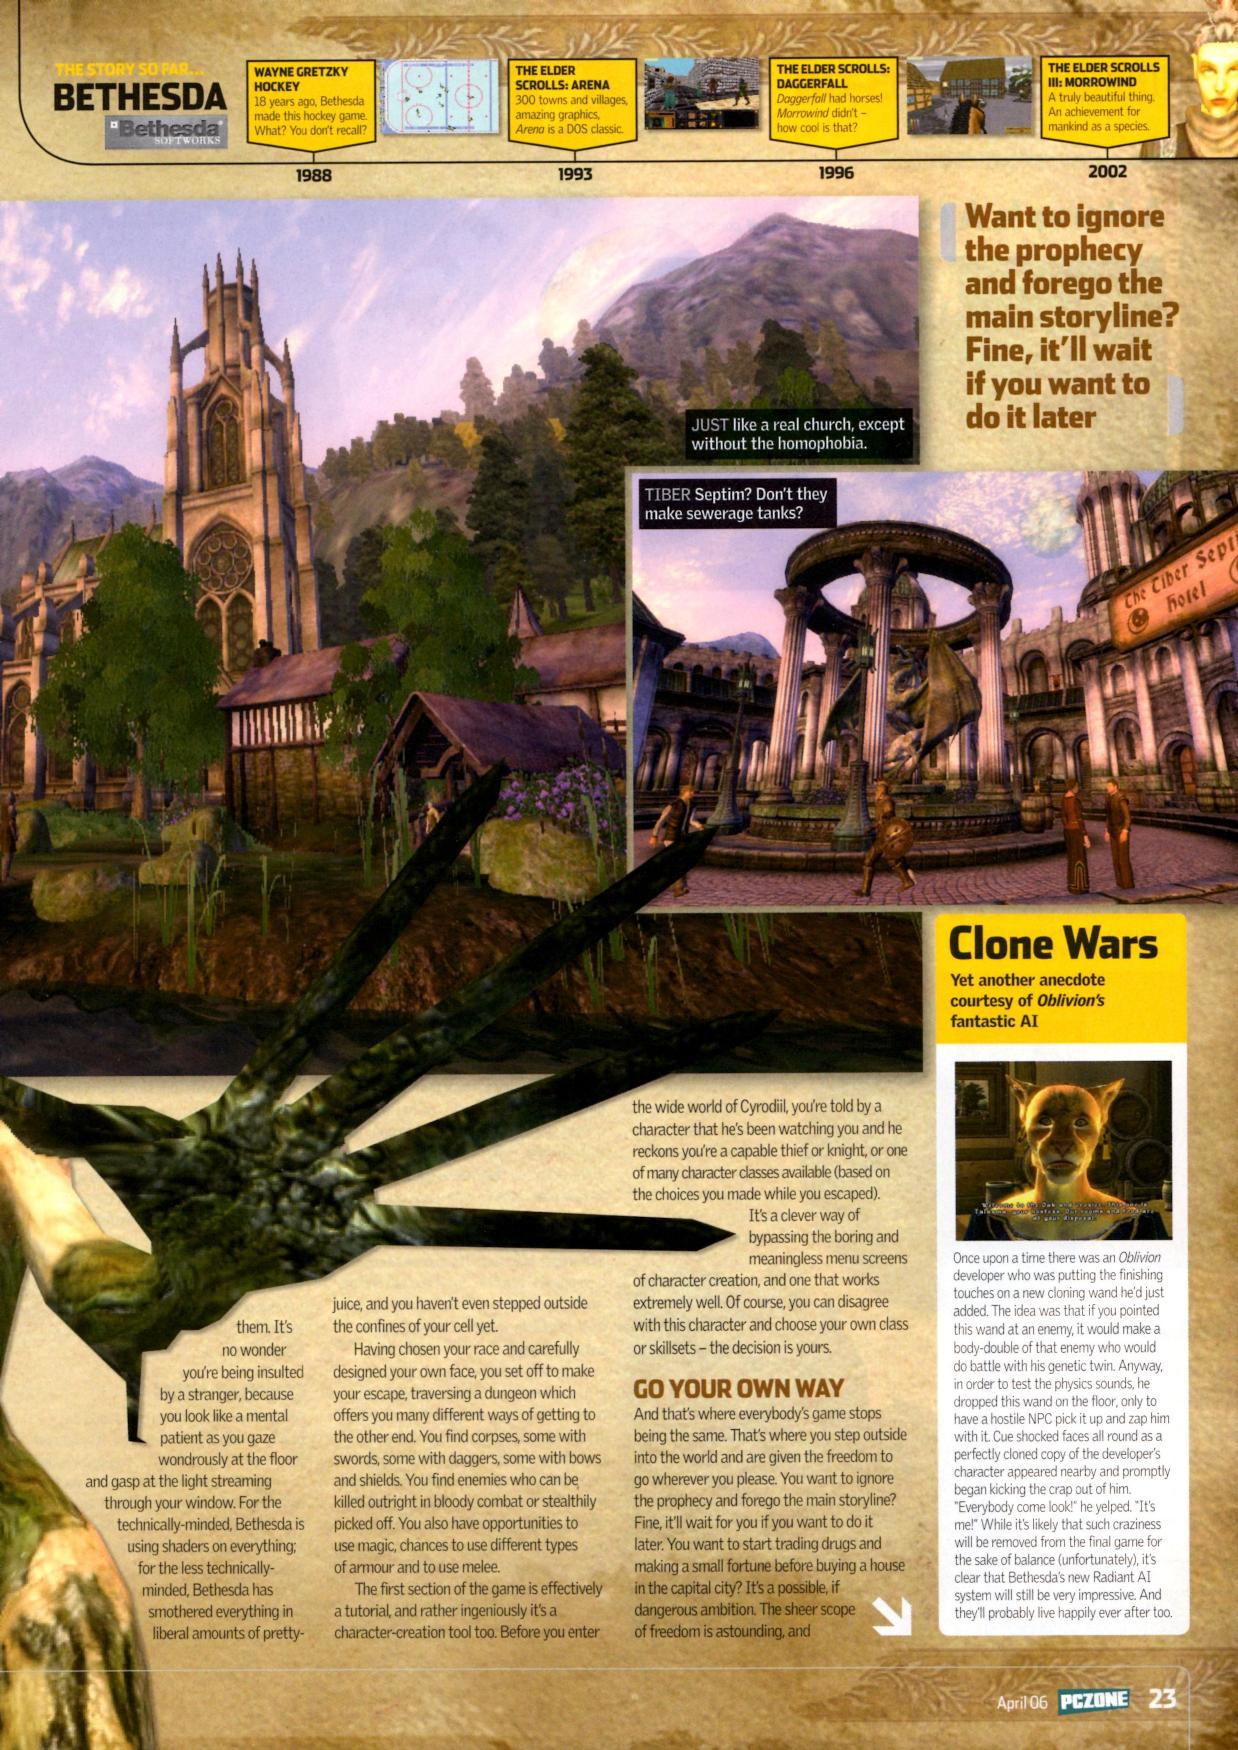 THE STORY SO FAR...
BETHESDA
Bethesda
SOFTWORKS
WAYNE GRETZKY
HOCKEY
18 years ago, Bethesda
made this hockey game.
What? You don't recall?
1988
THE ELDER
SCROLLS: ARENA
300 towns and villages,
amazing graphics,
Arena is a DOS classic.
1993
THE ELDER SCROLLS:
DAGGERFALL
Daggerfall had horses!
Morrowind didn't –
how cool is that?
1996
THE ELDER SCROLLS
III: MORROWIND
A truly beautiful thing.
An achievement for
mankind as a species.
2002
Want to ignore
the prophecy
and forego the
main storyline?
Fine, it'll wait
if you want to
do it later
JUST like a real church, except
without the homophobia.
TIBER Septim? Don't they
make sewerage tanks?
The Tiber Septi
Hotel
them. It's
no wonder
you're being insulted
by a stranger, because
you look like a mental
patient as you gaze
wondrously at the floor
and gasp at the light streaming
through your window. For the
technically-minded, Bethesda is
using shaders on everything;
for the less technically-
minded, Bethesda has
smothered everything in
liberal amounts of pretty-
juice, and you haven't even stepped outside
the confines of your cell yet.
Having chosen your race and carefully
designed your own face, you set off to make
your escape, traversing a dungeon which
offers you many different ways of getting to
the other end. You find corpses, some with
swords, some with daggers, some with bows
and shields. You find enemies who can be
killed outright in bloody combat or stealthily
picked off. You also have opportunities to
use magic, chances to use different types
of armour and to use melee.
The first section of the game is effectively
a tutorial, and rather ingeniously it's a
character-creation tool too. Before you enter
the wide world of Cyrodiil, you're told by a
character that he's been watching you and he
reckons you're a capable thief or knight, or one
of many character classes available (based on
the choices you made while you escaped).
It's a clever way of
bypassing the boring and
meaningless menu screens
of character creation, and one that works
extremely well. Of course, you can disagree
with this character and choose your own class
or skillsets – the decision is yours.
GO YOUR OWN WAY
And that's where everybody's game stops
being the same. That's where you step outside
into the world and are given the freedom to
go wherever you please. You want to ignore
the prophecy and forego the main storyline?
Fine, it'll wait for you if you want to do it
later. You want to start trading drugs and
making a small fortune before buying a house
in the capital city? It's a possible, if
dangerous ambition. The sheer scope
of freedom is astounding, and
Clone Wars
Yet another anecdote
courtesy of Oblivion's
fantastic AI
Once upon a time there was an Oblivion
developer who was putting the finishing
touches on a new cloning wand he'd just
added. The idea was that if you pointed
this wand at an enemy, it would make a
body-double of that enemy who would
do battle with his genetic twin. Anyway,
in order to test the physics sounds, he
dropped this wand on the floor, only to
have a hostile NPC pick it up and zap him
with it. Cue shocked faces all round as a
perfectly cloned copy of the developer's
character appeared nearby and promptly
began kicking the crap out of him.
"Everybody come look!" he yelped. "It's
me!" While it's likely that such craziness
will be removed from the final game for
the sake of balance (unfortunately), it's
clear that Bethesda's new Radiant AI
system will still be very impressive. And
they'll probably live happily ever after too.
April 06 PCZONE 23